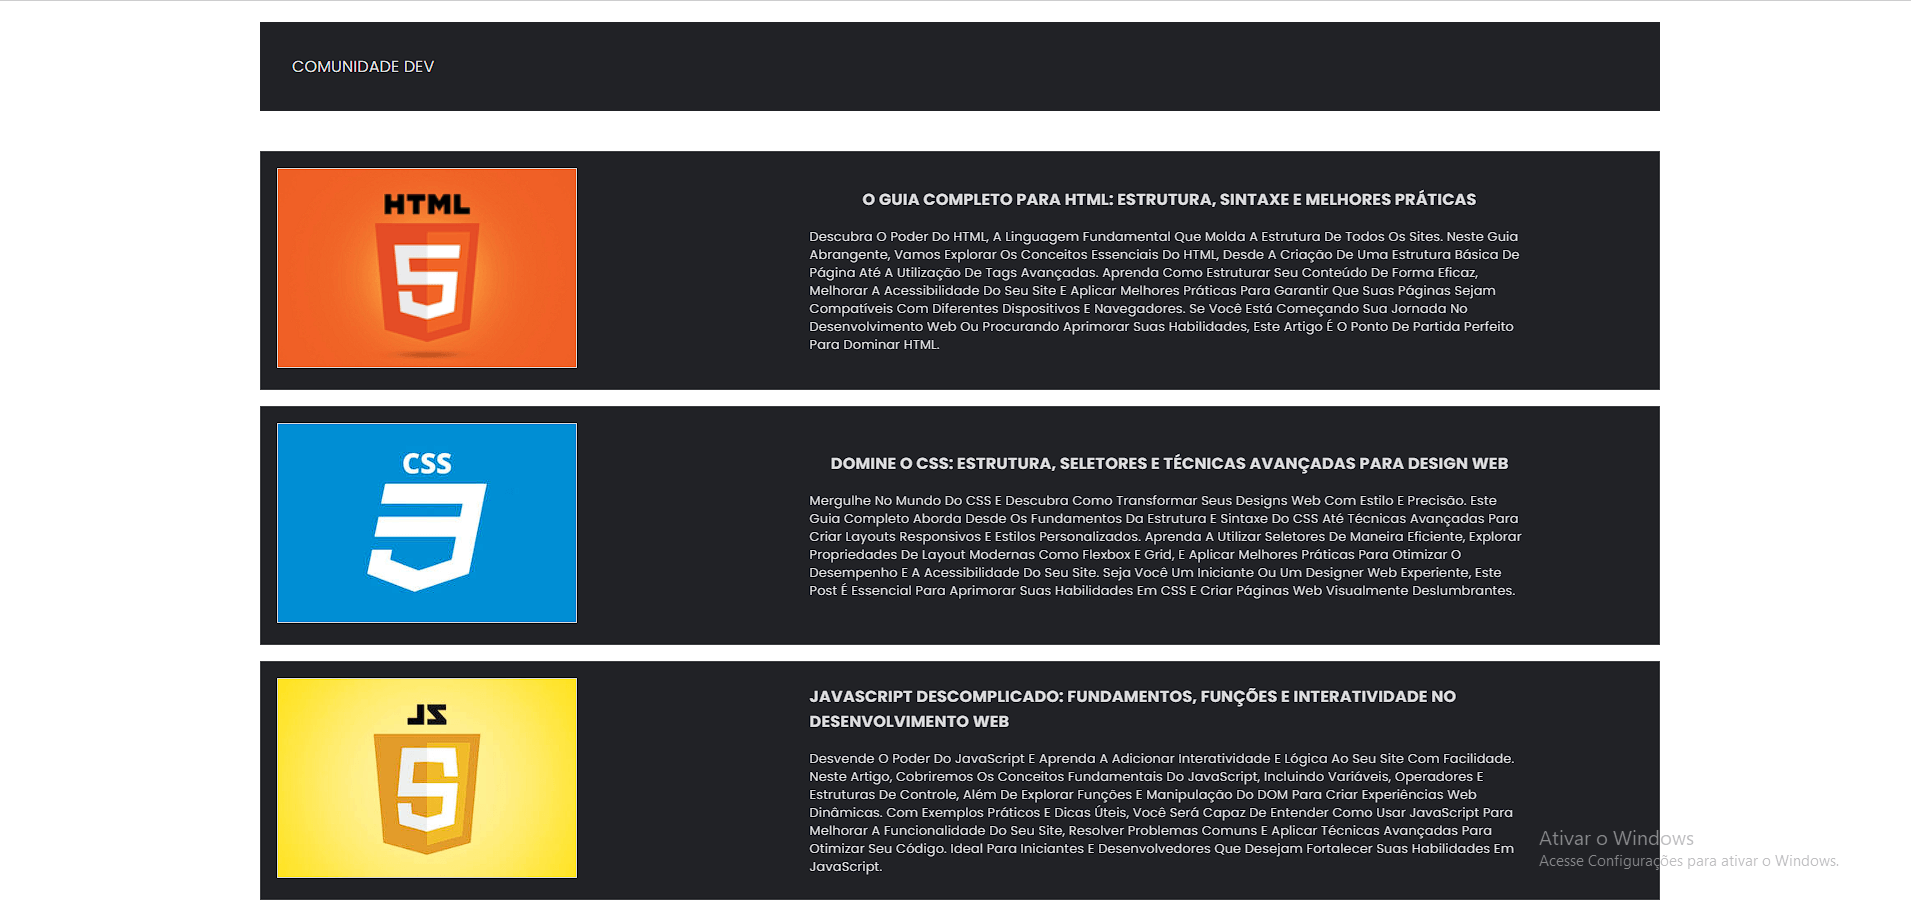 COMUNIDADE DEV
HTML
5
O GUIA COMPLETO PARA HTML: ESTRUTURA, SINTAXE E MELHORES PRÁTICAS
Descubra O Poder Do HTML, A Linguagem Fundamental Que Molda A Estrutura De Todos Os Sites. Neste Guia
Abrangente, Vamos Explorar Os Conceitos Essenciais Do HTML, Desde A Criação De Uma Estrutura Básica De
Página Até A Utilização De Tags Avançadas. Aprenda Como Estruturar Seu Conteúdo De Forma Eficaz,
Melhorar A Acessibilidade Do Seu Site E Aplicar Melhores Práticas Para Garantir Que Suas Páginas Sejam
Compatíveis Com Diferentes Dispositivos E Navegadores. Se Você Está Começando Sua Jornada No
Desenvolvimento Web Ou Procurando Aprimorar Suas Habilidades, Este Artigo É O Ponto De Partida Perfeito
Para Dominar HTML.
CSS
3
DOMINE O CSS: ESTRUTURA, SELETORES E TÉCNICAS AVANÇADAS PARA DESIGN WEB
Mergulhe No Mundo Do CSS E Descubra Como Transformar Seus Designs Web Com Estilo E Precisão. Este
Guia Completo Aborda Desde Os Fundamentos Da Estrutura E Sintaxe Do CSS Até Técnicas Avançadas Para
Criar Layouts Responsivos E Estilos Personalizados. Aprenda A Utilizar Seletores De Maneira Eficiente, Explorar
Propriedades De Layout Modernas Como Flexbox E Grid, E Aplicar Melhores Práticas Para Otimizar O
Desempenho E A Acessibilidade Do Seu Site. Seja Você Um Iniciante Ou Um Designer Web Experiente, Este
Post É Essencial Para Aprimorar Suas Habilidades Em CSS E Criar Páginas Web Visualmente Deslumbrantes.
JS
5
JAVASCRIPT DESCOMPLICADO: FUNDAMENTOS, FUNÇÕES E INTERATIVIDADE NO
DESENVOLVIMENTO WEB
Desvende O Poder Do JavaScript E Aprenda A Adicionar Interatividade E Lógica Ao Seu Site Com Facilidade.
Neste Artigo, Cobriremos Os Conceitos Fundamentais Do JavaScript, Incluindo Variáveis, Operadores E
Estruturas De Controle, Além De Explorar Funções E Manipulação Do DOM Para Criar Experiências Web
Dinâmicas. Com Exemplos Práticos E Dicas Úteis, Você Será Capaz De Entender Como Usar JavaScript Para
Melhorar A Funcionalidade Do Seu Site, Resolver Problemas Comuns E Aplicar Técnicas Avançadas Para
Otimizar Seu Código. Ideal Para Iniciantes E Desenvolvedores Que Desejam Fortalecer Suas Habilidades Em
JavaScript.
Ativar o Windows
Acesse Configurações para ativar o Windows.